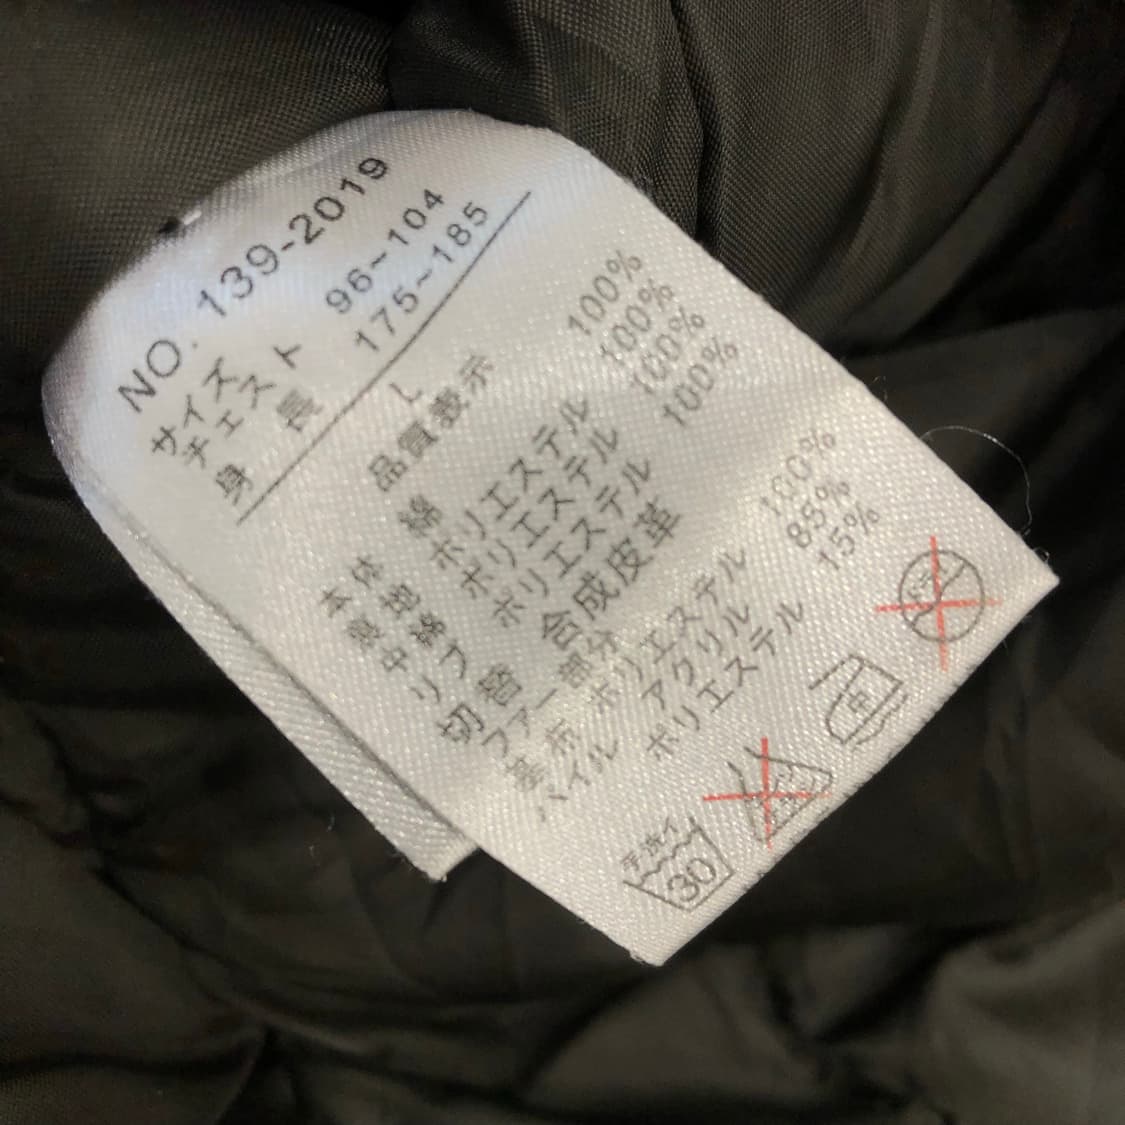 NO. 139-2019
サイズ
チェスト 96~104
身長 175~185
L
品質表示
本体 綿 100%
裏地 ポリエステル 100%
中綿 ポリエステル 100%
リブ ポリエステル 100%
切替 合成皮革
ファー部分
基布 ポリエステル 100%
パイル アクリル 85%
ポリエステル 15%
手洗イ 30 中